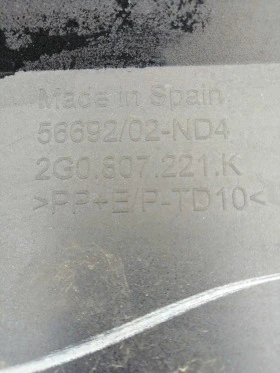 Made in Spain
56692/02-ND4
2G0.807.221.K
>PP+E/P-TD10<